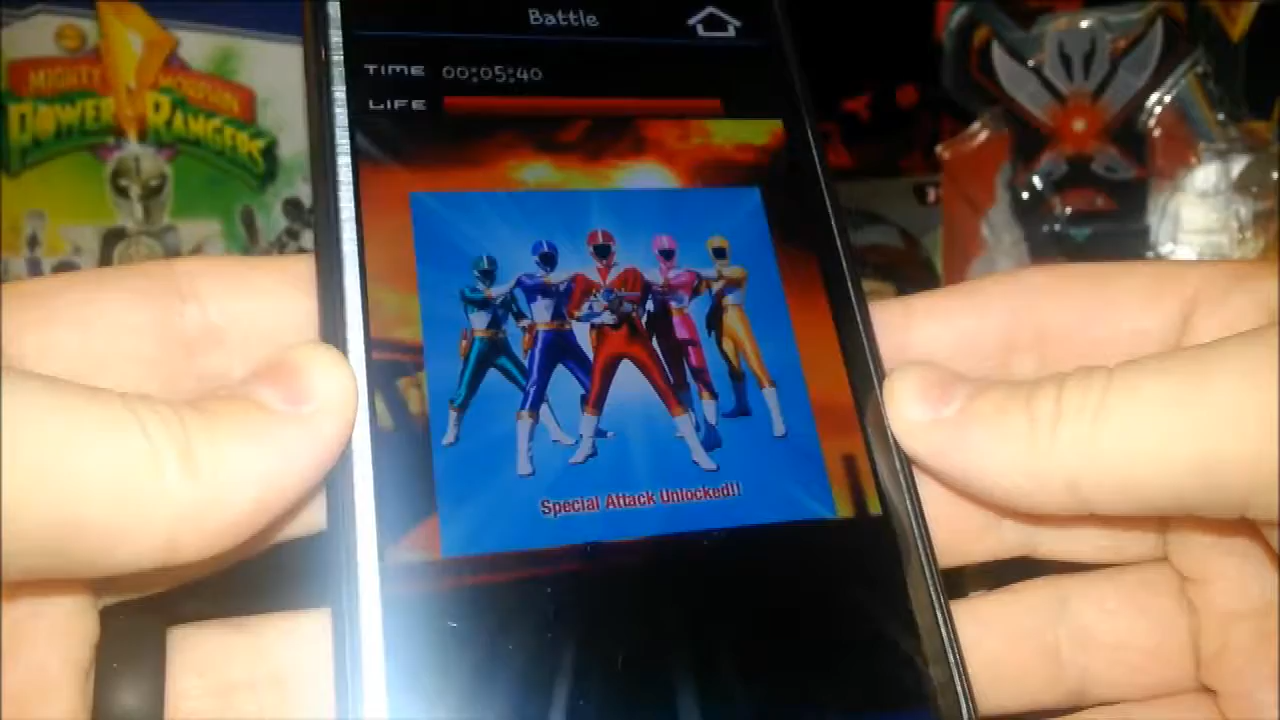 Battle
TIME 00:05:40
LIFE
MIGHTY MORPHIN
POWER RANGERS
Special Attack Unlocked!!